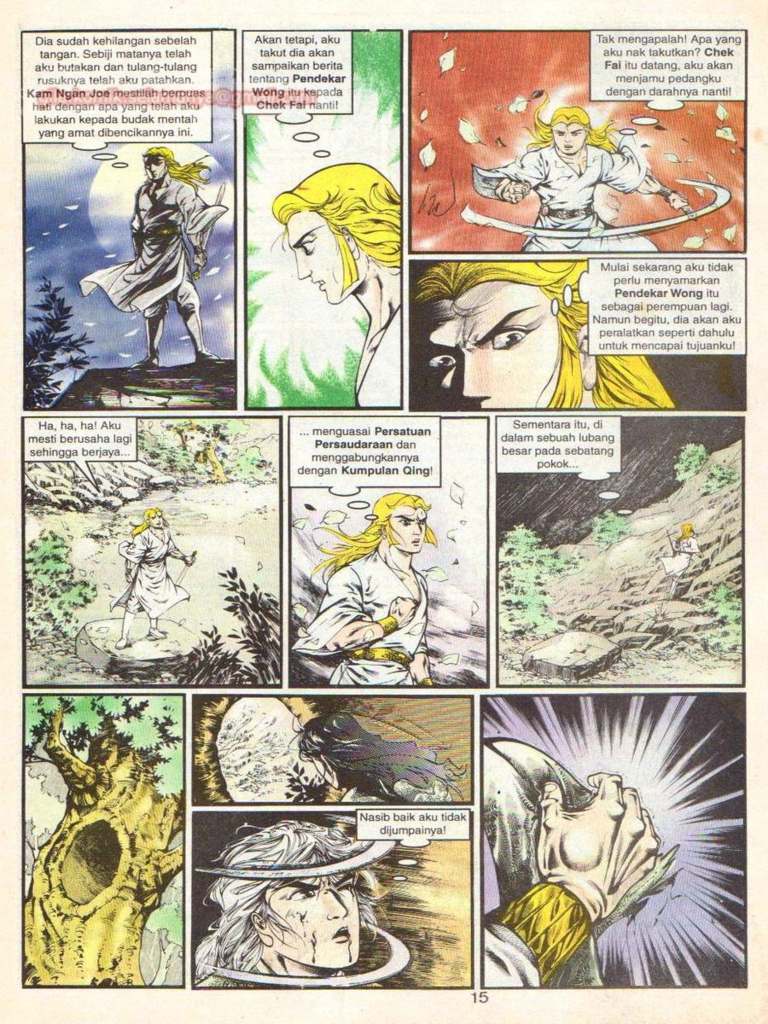 Dia sudah kehilangan sebelah
tangan. Sebiji matanya telah
aku butakan dan tulang-tulang
rusuknya telah aku patahkan.
Kam Ngan Joe mestilah berpuas
hati dengan apa yang telah aku
lakukan kepada budak mentah
yang amat dibencikannya ini.
Akan tetapi, aku
takut dia akan
sampaikan berita
tentang Pendekar
Wong itu kepada
Chek Fai nanti!
Tak mengapalah! Apa yang
aku nak takutkan? Chek
Fai itu datang, aku akan
menjamu pedangku
dengan darahnya nanti!
Mulai sekarang aku tidak
perlu menyamarkan
Pendekar Wong itu
sebagai perempuan lagi.
Namun begitu, dia akan aku
peralatkan seperti dahulu
untuk mencapai tujuanku!
Ha, ha, ha! Aku
mesti berusaha lagi
sehingga berjaya...
... menguasai Persatuan
Persaudaraan dan
menggabungkannya
dengan Kumpulan Qing!
Sementara itu, di
dalam sebuah lubang
besar pada sebatang
pokok...
Nasib baik aku tidak
dijumpainya!
15